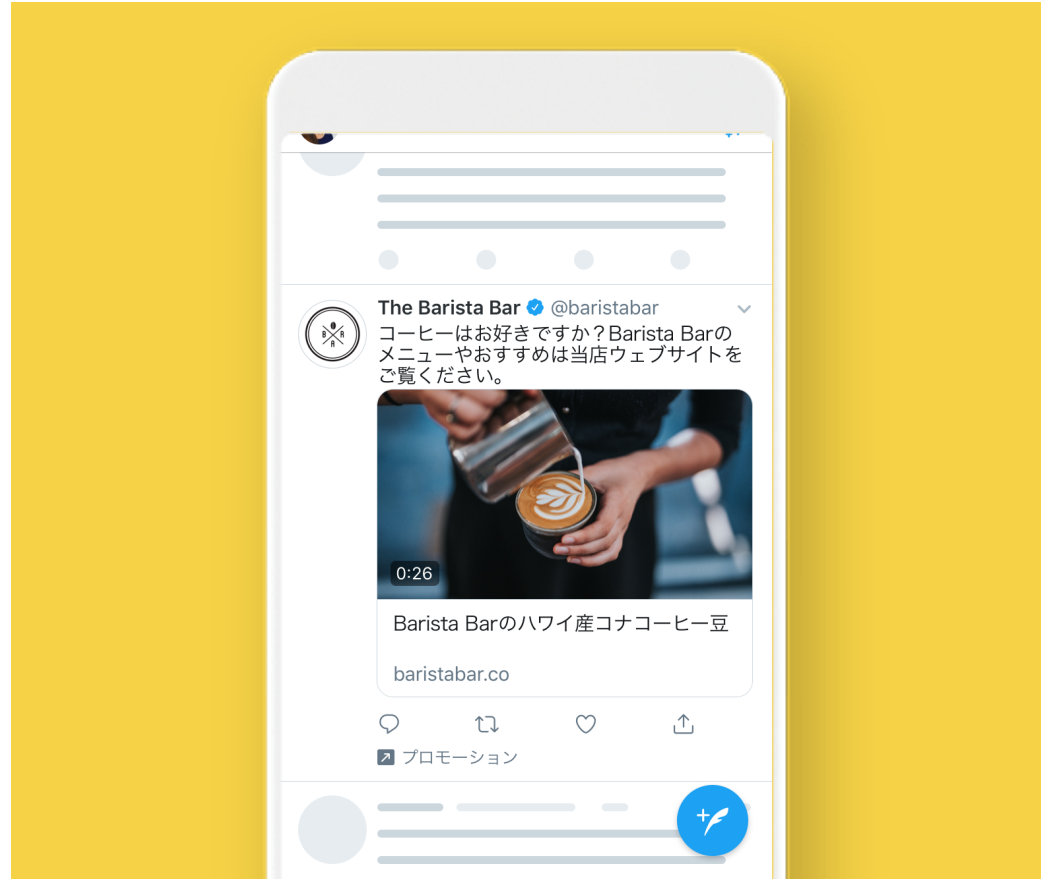 The Barista Bar @baristabar
B A R A
コーヒーはお好きですか？Barista Barの
メニューやおすすめは当店ウェブサイトを
ご覧ください。
0:26
Barista Barのハワイ産コナコーヒー豆
baristabar.co
プロモーション